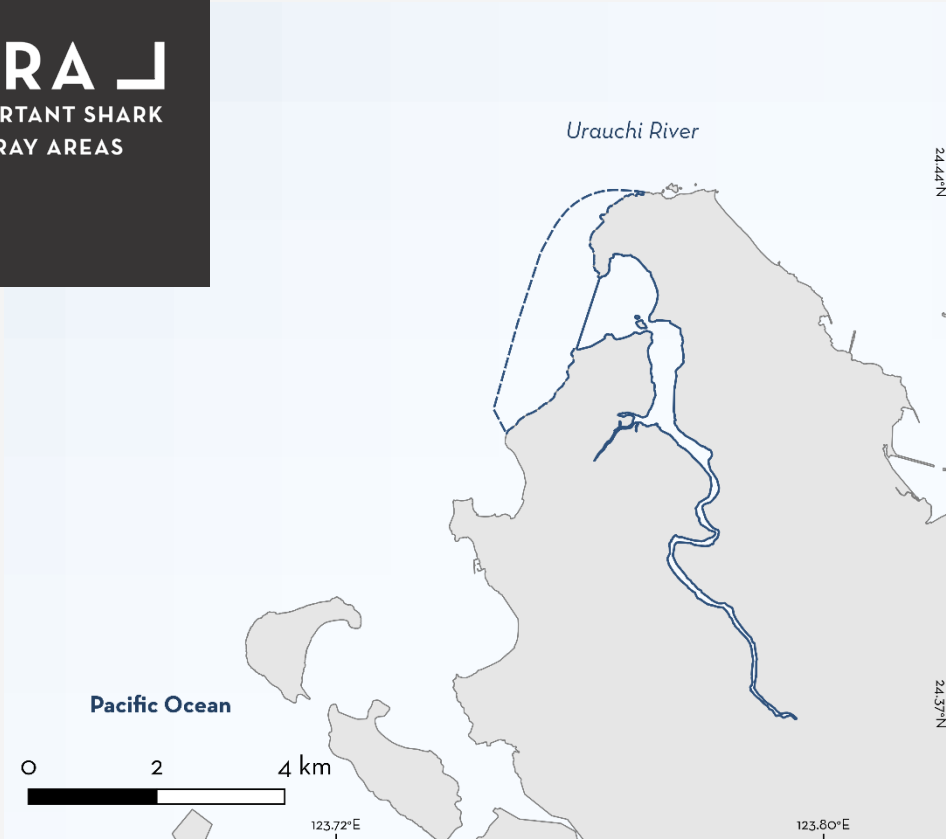 RA
RTANT SHARK
RAY AREAS
Urauchi River
24.44°N
24.37°N
Pacific Ocean
0 2 4 km
123.72°E 123.80°E